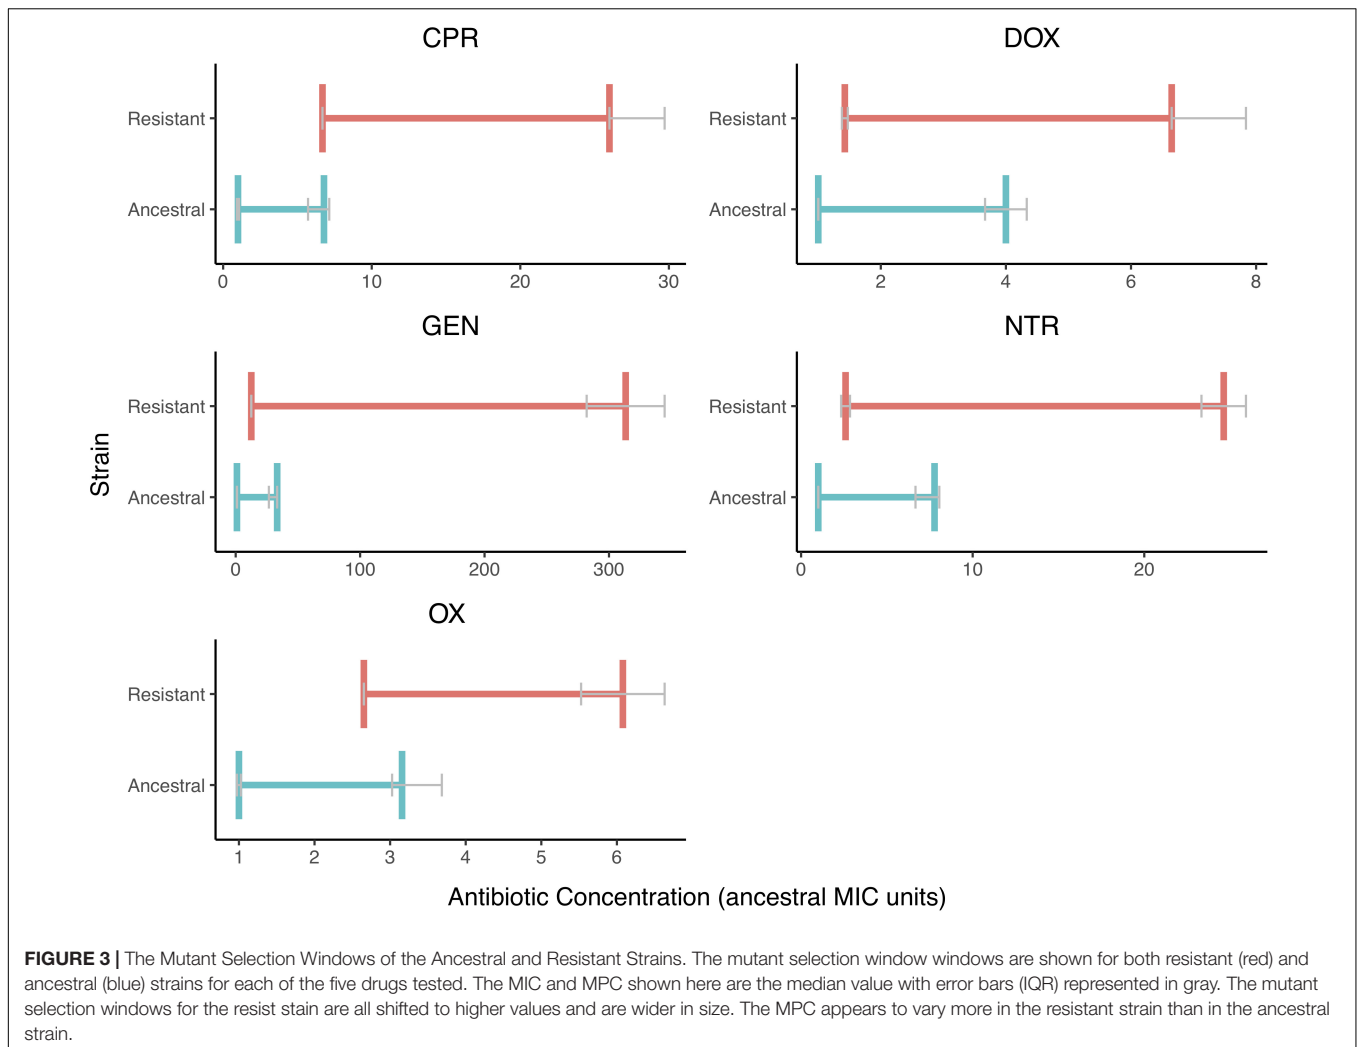 CPR
Resistant
Ancestral
0 10 20 30
DOX
Resistant
Ancestral
2 4 6 8
GEN
Resistant
Ancestral
0 100 200 300
NTR
Resistant
Ancestral
0 10 20
OX
Resistant
Ancestral
1 2 3 4 5 6
Strain
Antibiotic Concentration (ancestral MIC units)
FIGURE 3 | The Mutant Selection Windows of the Ancestral and Resistant Strains. The mutant selection window windows are shown for both resistant (red) and
ancestral (blue) strains for each of the five drugs tested. The MIC and MPC shown here are the median value with error bars (IQR) represented in gray. The mutant
selection windows for the resist stain are all shifted to higher values and are wider in size. The MPC appears to vary more in the resistant strain than in the ancestral
strain.